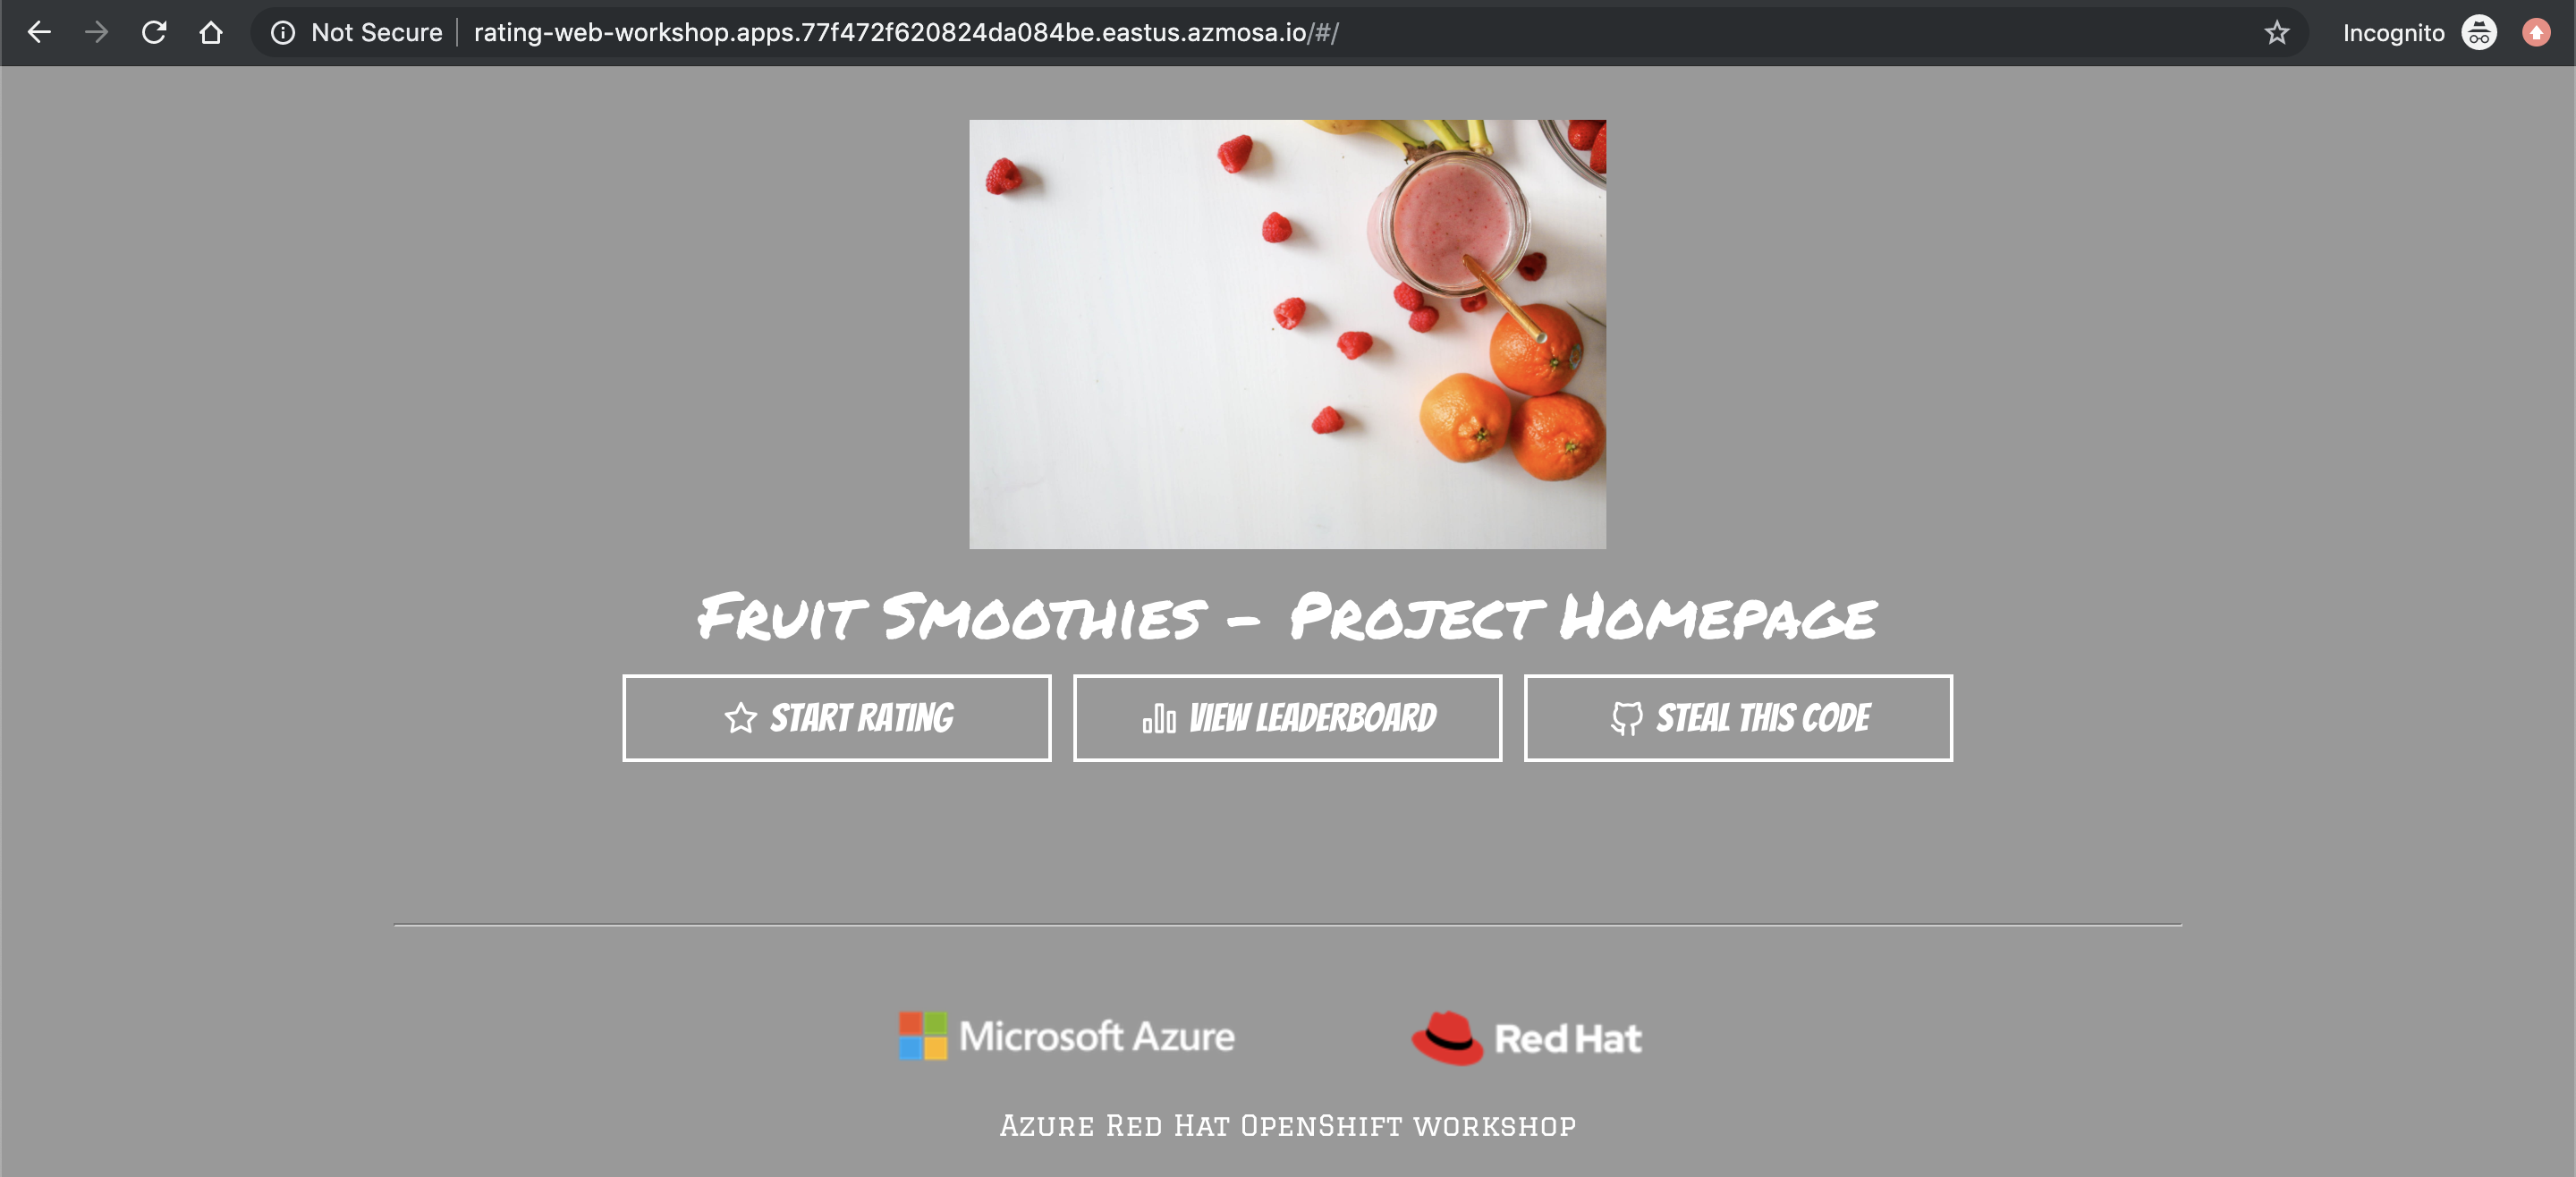 Not Secure rating-web-workshop.apps.77f472f620824da084be.eastus.azmosa.io/#/ Incognito
Fruit Smoothies - Project Homepage
START RATING VIEW LEADERBOARD STEAL THIS CODE
Microsoft Azure Red Hat
Azure Red Hat OpenShift workshop